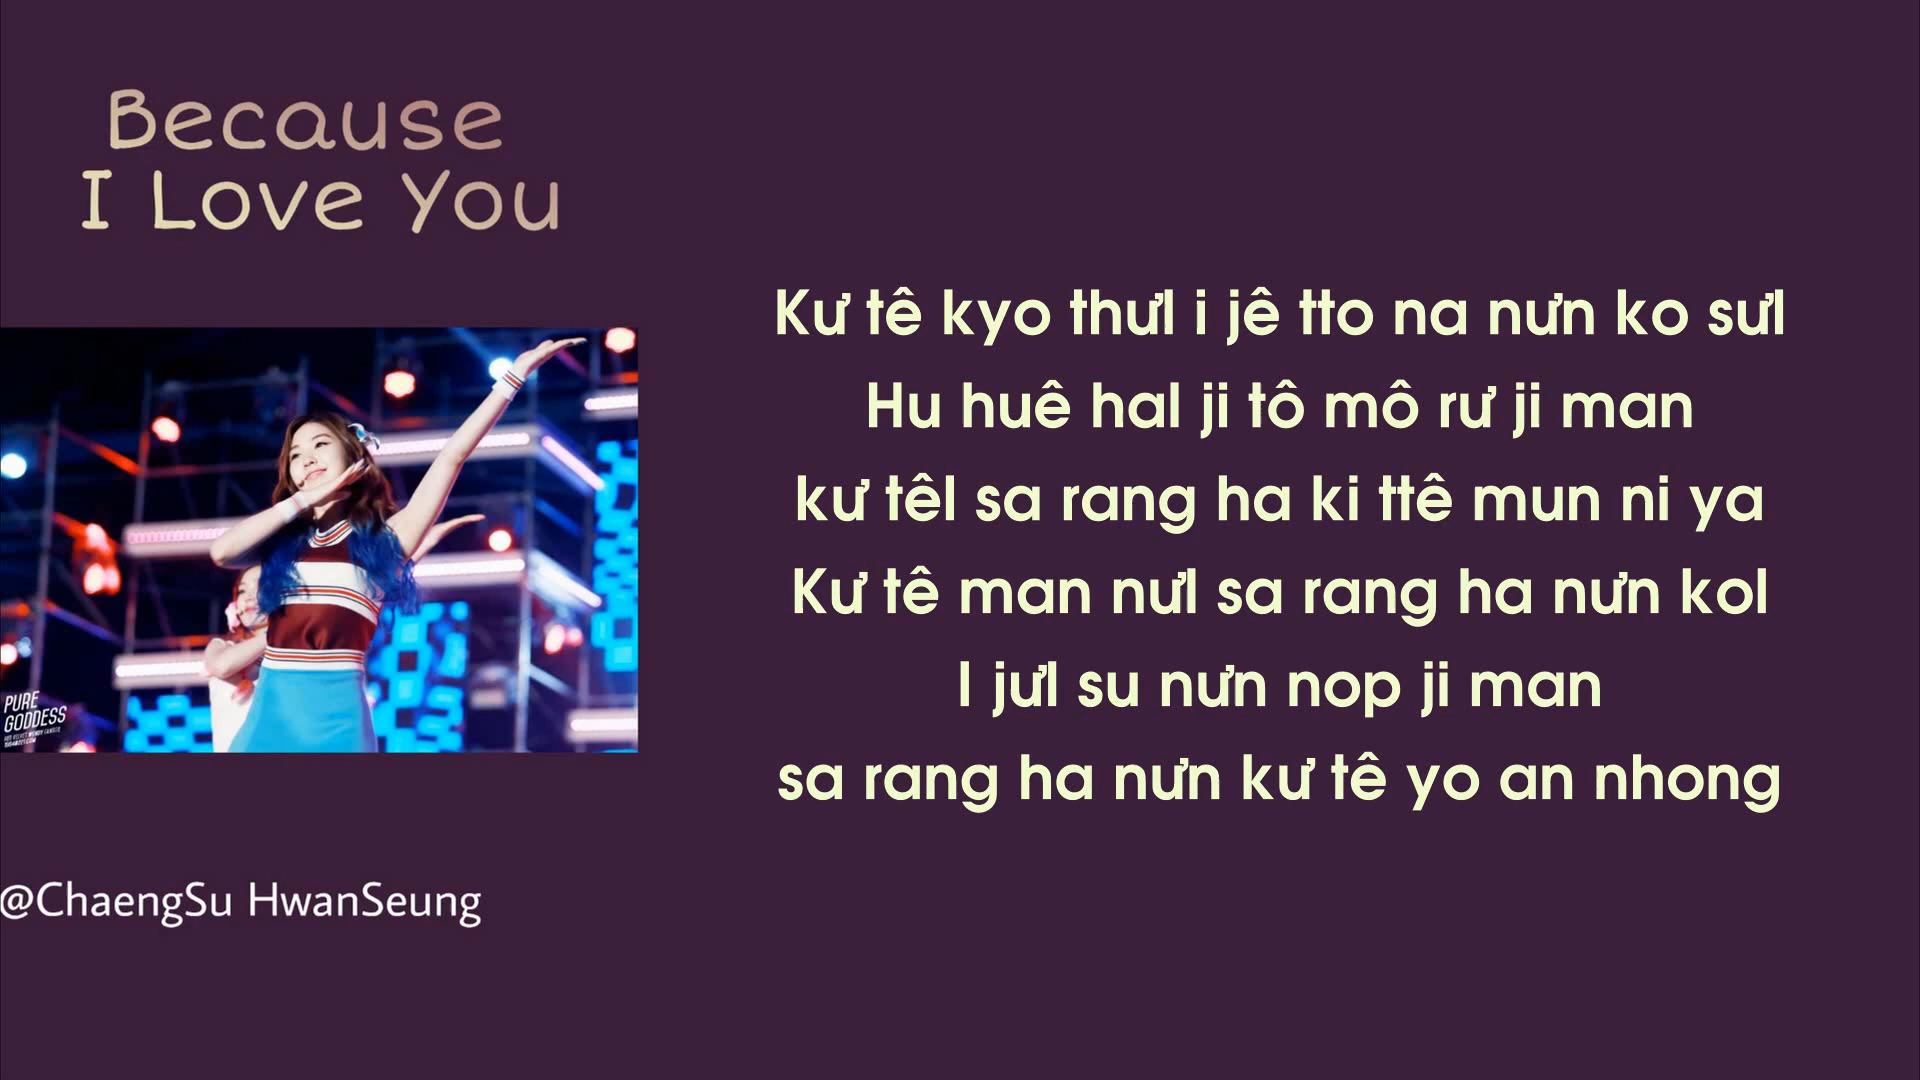 Because
I Love You
Kư tê kyo thưl i jê tto na nưn ko sưl
Hu huê hal ji tô mô rư ji man
kư têl sa rang ha ki ttê mun ni ya
Kư tê man nưl sa rang ha nưn kol
I jưl su nưn nop ji man
sa rang ha nưn kư tê yo an nhong
PURE
GODDESS
@ChaengSu HwanSeung